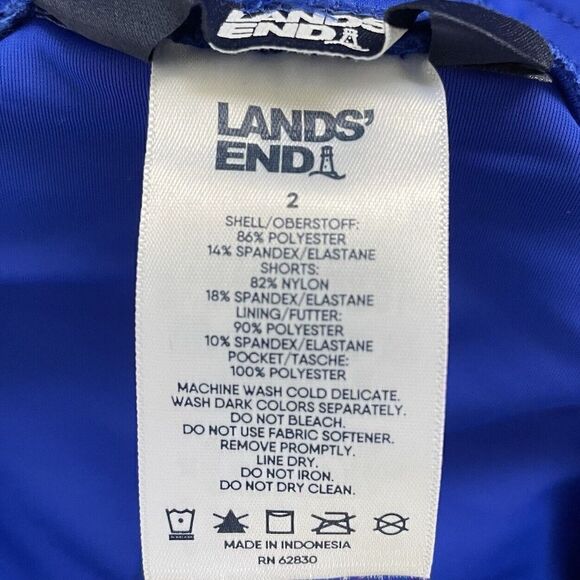 LANDS'
END
LANDS'
END
2
SHELL/OBERSTOFF:
86% POLYESTER
14% SPANDEX/ELASTANE
SHORTS:
82% NYLON
18% SPANDEX/ELASTANE
LINING/FUTTER:
90% POLYESTER
10% SPANDEX/ELASTANE
POCKET/TASCHE:
100% POLYESTER
MACHINE WASH COLD DELICATE.
WASH DARK COLORS SEPARATELY.
DO NOT BLEACH.
DO NOT USE FABRIC SOFTENER.
REMOVE PROMPTLY.
LINE DRY.
DO NOT IRON.
DO NOT DRY CLEAN.
MADE IN INDONESIA
RN 62830